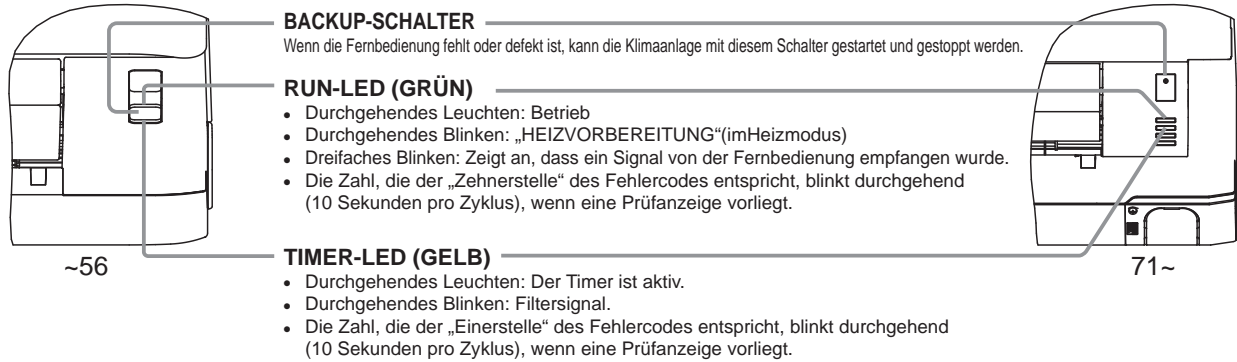 BACKUP-SCHALTER
Wenn die Fernbedienung fehlt oder defekt ist, kann die Klimaanlage mit diesem Schalter gestartet und gestoppt werden.
RUN-LED (GRÜN)
• Durchgehendes Leuchten: Betrieb
• Durchgehendes Blinken: „HEIZVORBEREITUNG“(imHeizmodus)
• Dreifaches Blinken: Zeigt an, dass ein Signal von der Fernbedienung empfangen wurde.
• Die Zahl, die der „Zehnerstelle“ des Fehlercodes entspricht, blinkt durchgehend
(10 Sekunden pro Zyklus), wenn eine Prüfanzeige vorliegt.
TIMER-LED (GELB)
• Durchgehendes Leuchten: Der Timer ist aktiv.
• Durchgehendes Blinken: Filtersignal.
• Die Zahl, die der „Einerstelle“ des Fehlercodes entspricht, blinkt durchgehend
(10 Sekunden pro Zyklus), wenn eine Prüfanzeige vorliegt.
~56
71~